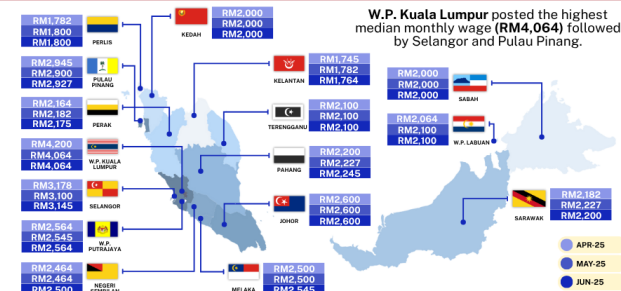 W.P. Kuala Lumpur posted the highest
median monthly wage (RM4,064) followed
by Selangor and Pulau Pinang.
RM1,782
RM1,800
RM1,800
PERLIS
RM2,000
RM2,000
RM2,000
KEDAH
RM2,945
RM2,900
RM2,927
PULAU
PINANG
RM1,745
RM1,782
RM1,764
KELANTAN
RM2,000
RM2,000
RM2,000
SABAH
RM2,164
RM2,182
RM2,175
PERAK
RM2,100
RM2,100
RM2,100
TERENGGANU
RM2,064
RM2,100
RM2,100
W.P. LABUAN
RM4,200
RM4,064
RM4,064
W.P. KUALA
LUMPUR
RM2,200
RM2,227
RM2,245
PAHANG
RM3,178
RM3,100
RM3,145
SELANGOR
RM2,600
RM2,600
RM2,600
JOHOR
RM2,182
RM2,227
RM2,200
SARAWAK
RM2,564
RM2,545
RM2,564
W.P.
PUTRAJAYA
RM2,464
RM2,464
RM2,500
NEGERI
SEMBILAN
RM2,500
RM2,500
RM2,545
MELAKA
APR-25
MAY-25
JUN-25